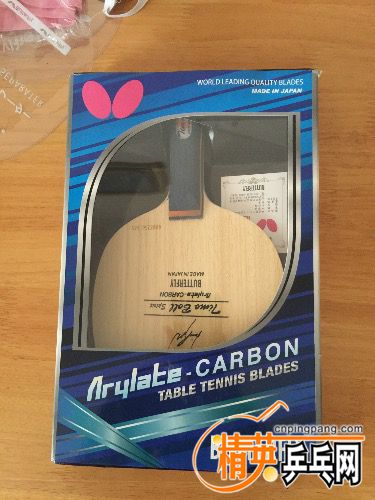 WORLD LEADING QUALITY BLADES
MADE IN JAPAN
BUTTERFLY
MADE IN JAPAN
BUTTERFLY
Arylate-CARBON
Timo Boll Spirit
Arylate-CARBON
TABLE TENNIS BLADES
cnpingpang.com
精英乒乓网